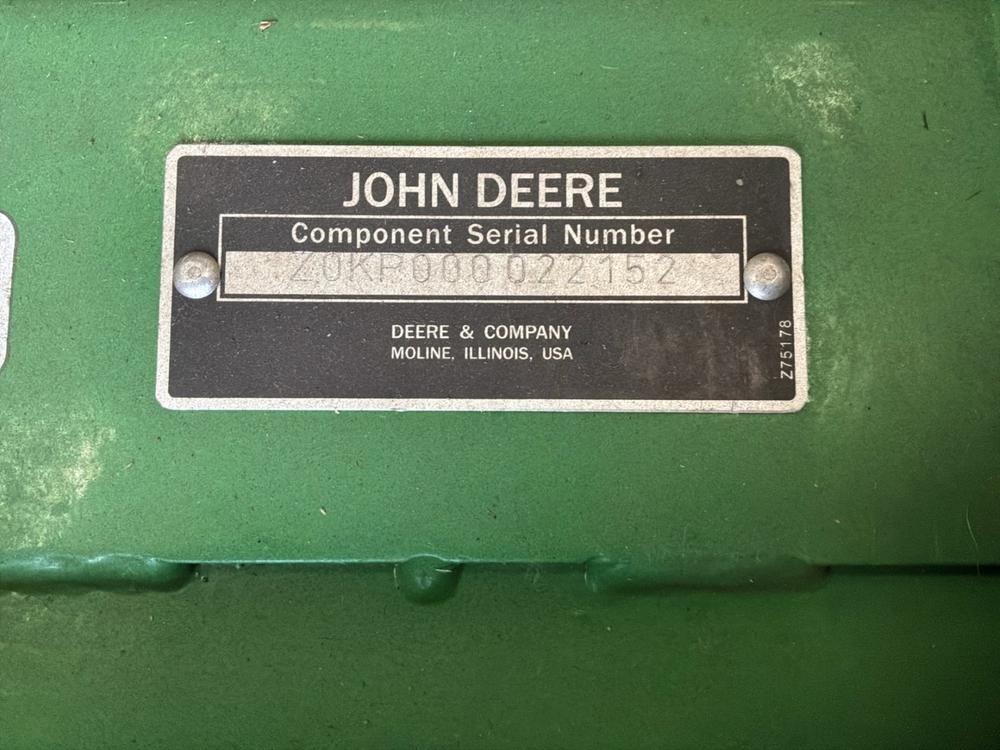 JOHN DEERE
Component Serial Number
Z0KP000022152
DEERE & COMPANY
MOLINE, ILLINOIS, USA
Z75178